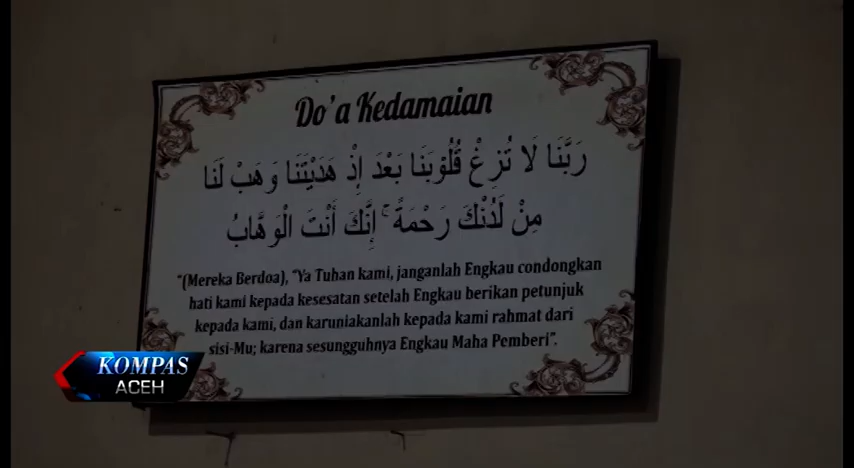 Do'a Kedamaian
رَبَّنَا لَا تُزِغْ قُلُوْبَنَا بَعْدَ إِذْ هَدَيْتَنَا وَهَبْ لَنَا
مِنْ لَدُنْكَ رَحْمَةً ۚ إِنَّكَ أَنْتَ الْوَهَّابُ
"(Mereka Berdoa), "Ya Tuhan kami, janganlah Engkau condongkan
hati kami kepada kesesatan setelah Engkau berikan petunjuk
kepada kami, dan karuniakanlah kepada kami rahmat dari
sisi-Mu; karena sesungguhnya Engkau Maha Pemberi".
KOMPAS
ACEH